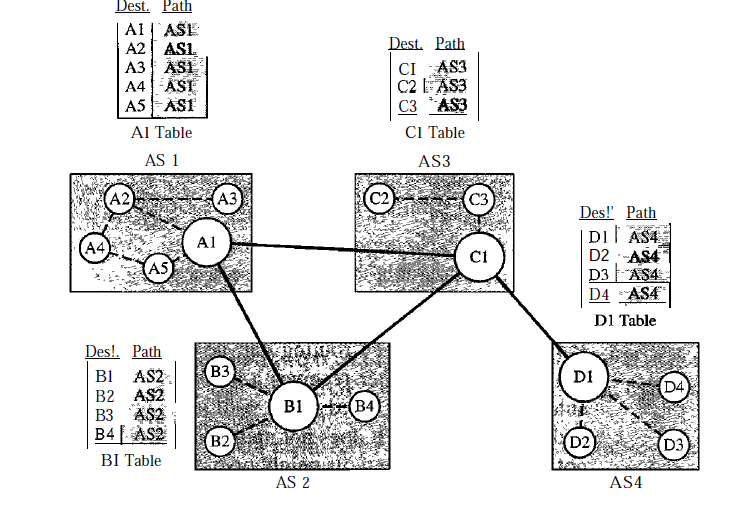 Dest. Path
A1 AS1
A2 AS1
A3 AS1
A4 AS1
A5 AS1
A1 Table
Dest. Path
CI AS3
C2 AS3
C3 AS3
C1 Table
AS 1
AS3
A2
A3
A1
A4
A5
C2
C3
C1
Des!' Path
D1 AS4
D2 AS4
D3 AS4
D4 AS4
D1 Table
Des!. Path
B1 AS2
B2 AS2
B3 AS2
B4 AS2
BI Table
B3
B1
B4
B2
AS 2
D1
D4
D2
D3
AS4